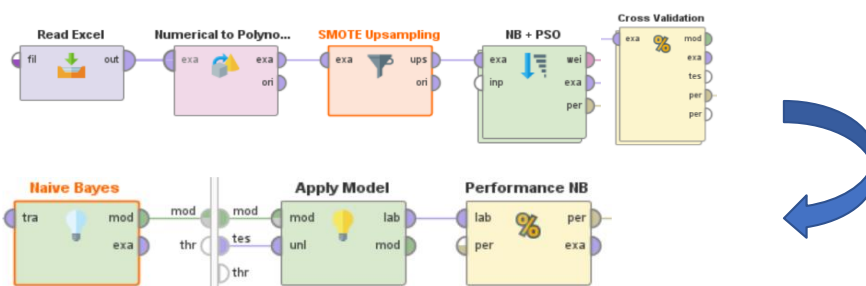 Cross Validation
Read Excel
Numerical to Polyno...
SMOTE Upsampling
NB + PSO
fil out
exa exa
ori
exa ups
ori
exa wei
inp exa
per
exa mod
exa
tes
per
per
Naive Bayes
Apply Model
Performance NB
tra mod
exa
mod mod
thr tes
thr
mod lab
unl mod
lab per
per exa